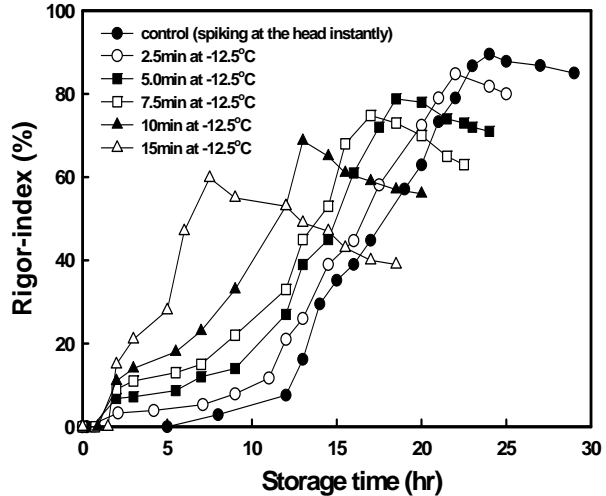 control (spiking at the head instantly)
2.5min at -12.5°C
5.0min at -12.5°C
7.5min at -12.5°C
10min at -12.5°C
15min at -12.5°C
Rigor-index (%)
100
80
60
40
20
0
0 5 10 15 20 25 30
Storage time (hr)